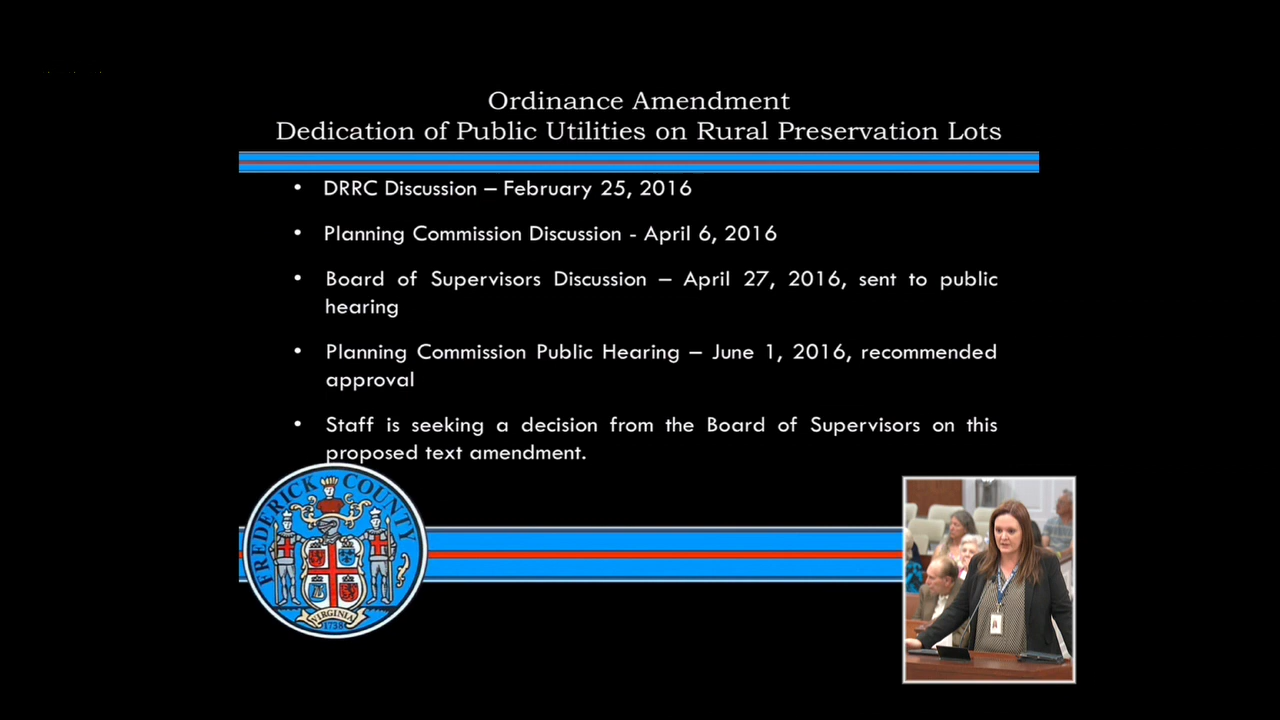 Ordinance Amendment
Dedication of Public Utilities on Rural Preservation Lots
• DRRC Discussion – February 25, 2016
• Planning Commission Discussion - April 6, 2016
• Board of Supervisors Discussion – April 27, 2016, sent to public
hearing
• Planning Commission Public Hearing – June 1, 2016, recommended
approval
• Staff is seeking a decision from the Board of Supervisors on this
proposed text amendment.
FREDERICK COUNTY
VIRGINIA
1738